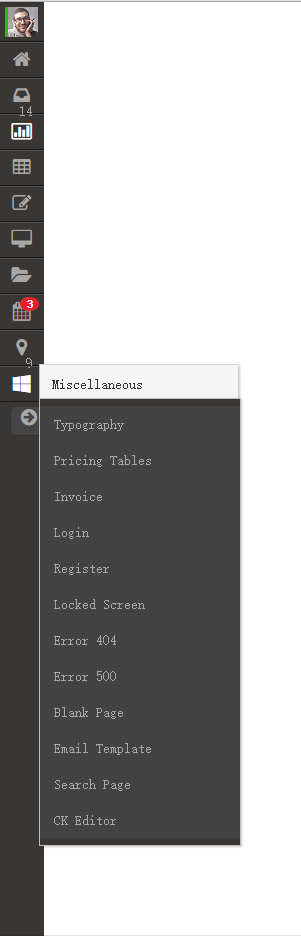 14
3
9
Miscellaneous
Typography
Pricing Tables
Invoice
Login
Register
Locked Screen
Error 404
Error 500
Blank Page
Email Template
Search Page
CK Editor